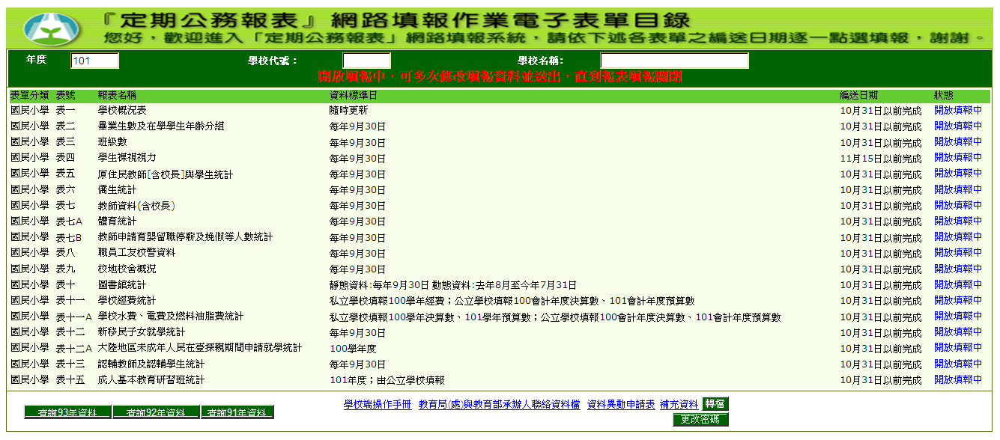 『定期公務報表』網路填報作業電子表單目錄
您好，歡迎進入「定期公務報表」網路填報系統，請依下述各表單之編送日期逐一點選填報，謝謝。
年度 101 學校代號： 學校名稱:
開放填報中，可多次修改填報資料並送出，直到報表填報關閉
表單分類 表號 報表名稱 資料標準日 編送日期 狀態
國民小學 表一 學校概況表 隨時更新 10月31日以前完成 開放填報中
國民小學 表二 畢業生數及在學學生年齡分組 每年9月30日 10月31日以前完成 開放填報中
國民小學 表三 班級數 每年9月30日 10月31日以前完成 開放填報中
國民小學 表四 學生裸視視力 每年9月30日 11月15日以前完成 開放填報中
國民小學 表五 原住民教師[含校長]與學生統計 每年9月30日 10月31日以前完成 開放填報中
國民小學 表六 僑生統計 每年9月30日 10月31日以前完成 開放填報中
國民小學 表七 教師資料(含校長) 每年9月30日 10月31日以前完成 開放填報中
國民小學 表七A 體育統計 每年9月30日 10月31日以前完成 開放填報中
國民小學 表七B 教師申請育嬰留職停薪及娩假等人數統計 每年9月30日 10月31日以前完成 開放填報中
國民小學 表八 職員工友校警資料 每年9月30日 10月31日以前完成 開放填報中
國民小學 表九 校地校舍概況 每年9月30日 10月31日以前完成 開放填報中
國民小學 表十 圖書館統計 靜態資料:每年9月30日 動態資料:去年8月至今年7月31日 10月31日以前完成 開放填報中
國民小學 表十一 學校經費統計 私立學校填報100學年經費；公立學校填報100會計年度決算數、101會計年度預算數 10月31日以前完成 開放填報中
國民小學 表十一A 學校水費、電費及燃料油脂費統計 私立學校填報100學年決算數、101學年預算數；公立學校填報100會計年度決算數、101會計年度預算數 10月31日以前完成 開放填報中
國民小學 表十二 新移民子女就學統計 每年9月30日 10月31日以前完成 開放填報中
國民小學 表十二A 大陸地區未成年人民在臺探親期間申請就學統計 100學年度 10月31日以前完成 開放填報中
國民小學 表十三 認輔教師及認輔學生統計 每年9月30日 10月31日以前完成 開放填報中
國民小學 表十五 成人基本教育研習班統計 101年度；由公立學校填報 10月31日以前完成 開放填報中
查詢93年資料 查詢92年資料 查詢91年資料 學校端操作手冊 教育局(處)與教育部承辦人聯絡資料檔 資料異動申請表 補充資料 轉檔
更改密碼